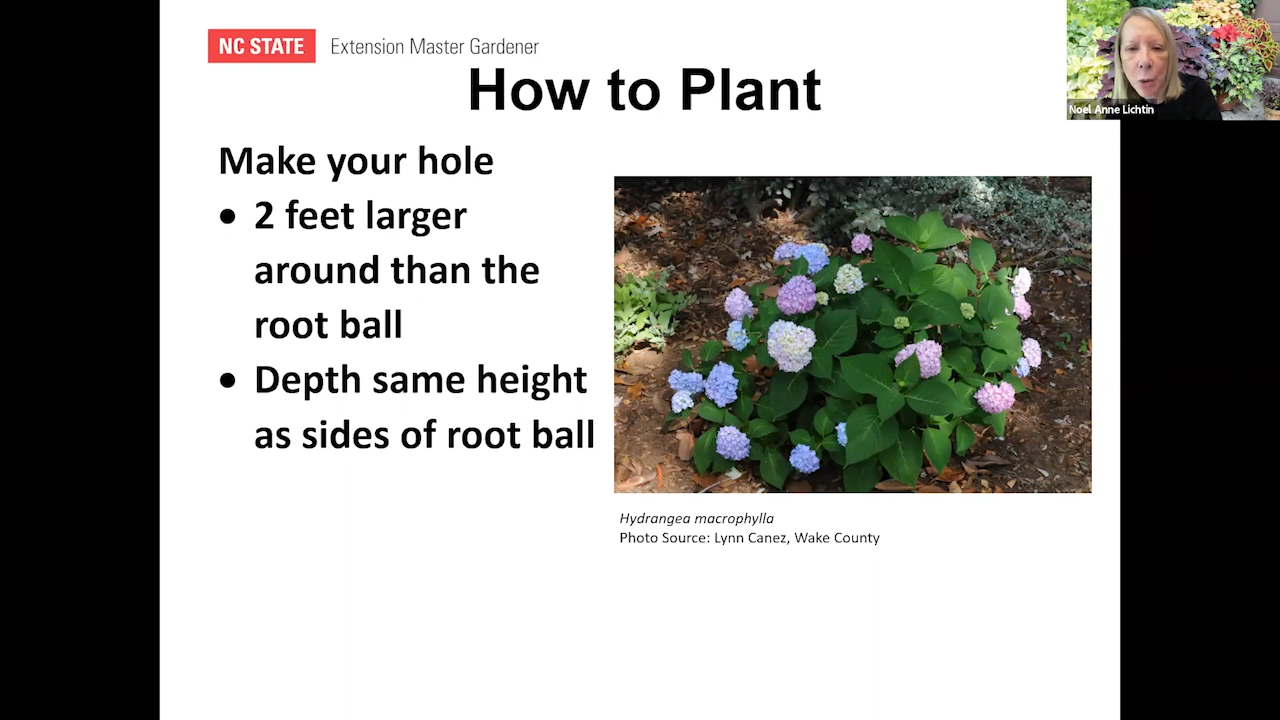 NC STATE Extension Master Gardener
How to Plant
Noel Anne Lichtin
Make your hole
• 2 feet larger
around than the
root ball
• Depth same height
as sides of root ball
Hydrangea macrophylla
Photo Source: Lynn Canez, Wake County